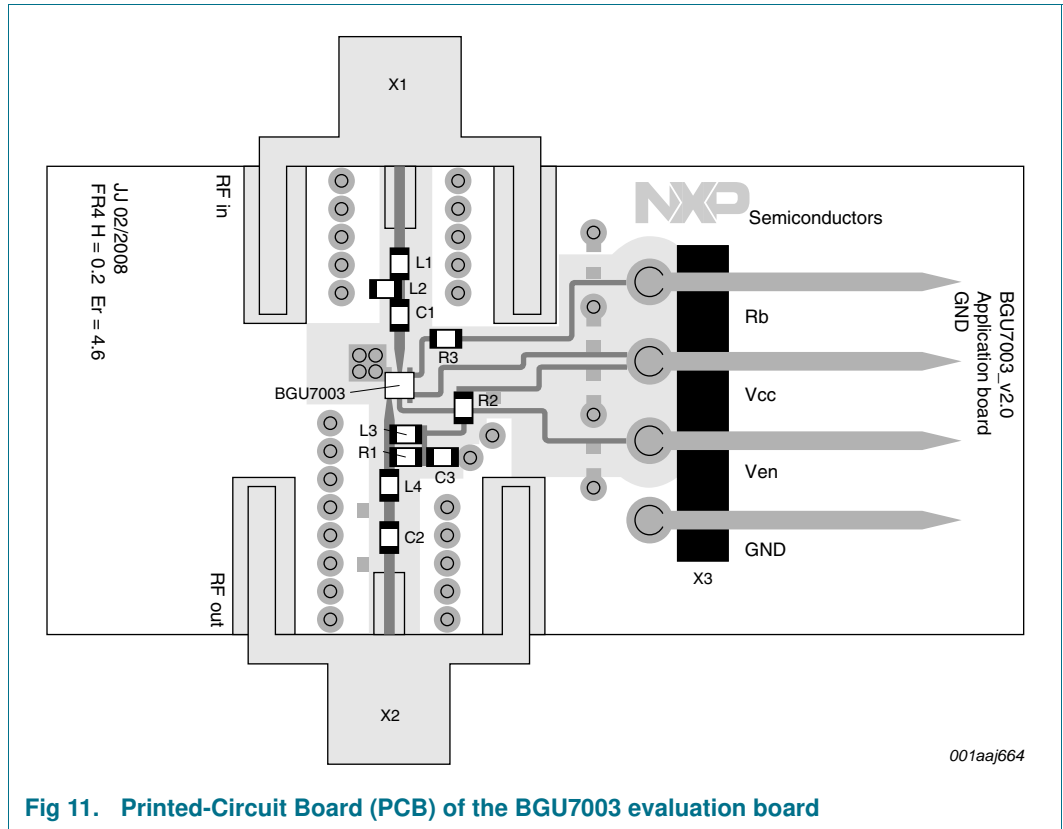 X1
JJ 02/2008
FR4 H = 0.2 Er = 4.6
RF in
NXP
Semiconductors
BGU7003_v2.0
Application board
GND
L1
L2
C1
R3
Rb
BGU7003
R2
Vcc
L3
R1
C3
L4
Ven
C2
GND
X3
RF out
X2
001aaj664
Fig 11. Printed-Circuit Board (PCB) of the BGU7003 evaluation board